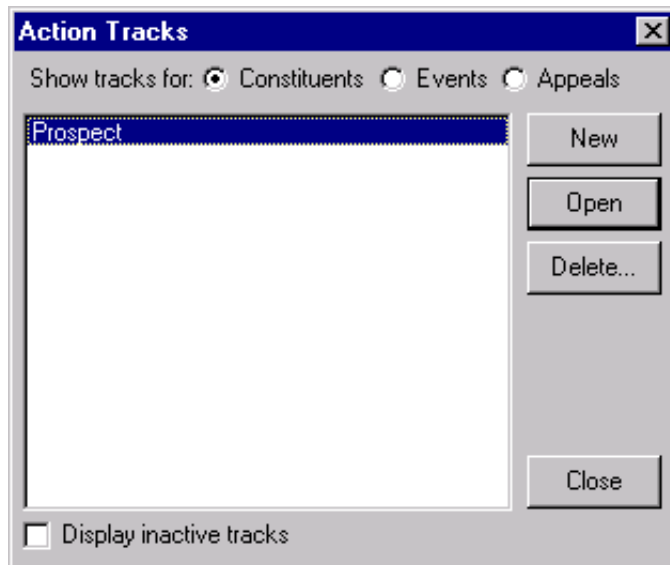 Action Tracks
Show tracks for: Constituents Events Appeals
Prospect
New
Open
Delete...
Close
Display inactive tracks